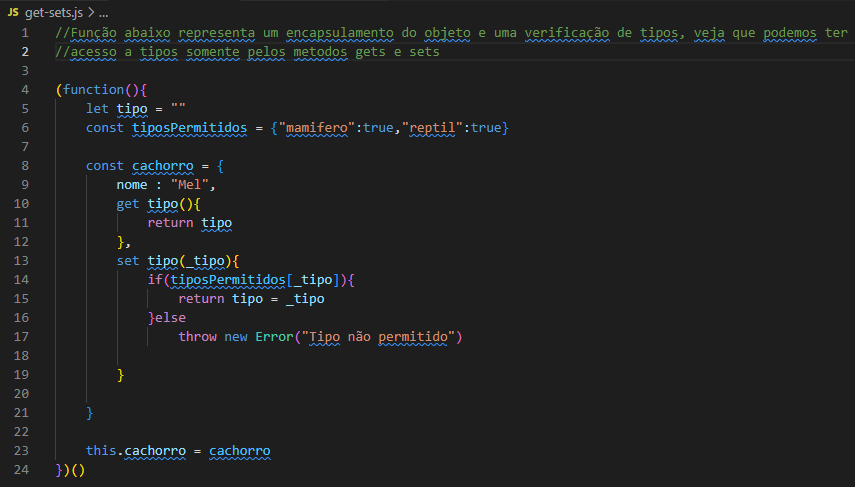 JS get-sets.js > ...
1 //Função abaixo representa um encapsulamento do objeto e uma verificação de tipos, veja que podemos ter
2 //acesso a tipos somente pelos metodos gets e sets
3
4 (function(){
5     let tipo = ""
6     const tiposPermitidos = {"mamifero":true,"reptil":true}
7
8     const cachorro = {
9         nome : "Mel",
10         get tipo(){
11             return tipo
12         },
13         set tipo(_tipo){
14             if(tiposPermitidos[_tipo]){
15                 return tipo = _tipo
16             }else
17                 throw new Error("Tipo não permitido")
18
19         }
20
21     }
22
23     this.cachorro = cachorro
24 })()